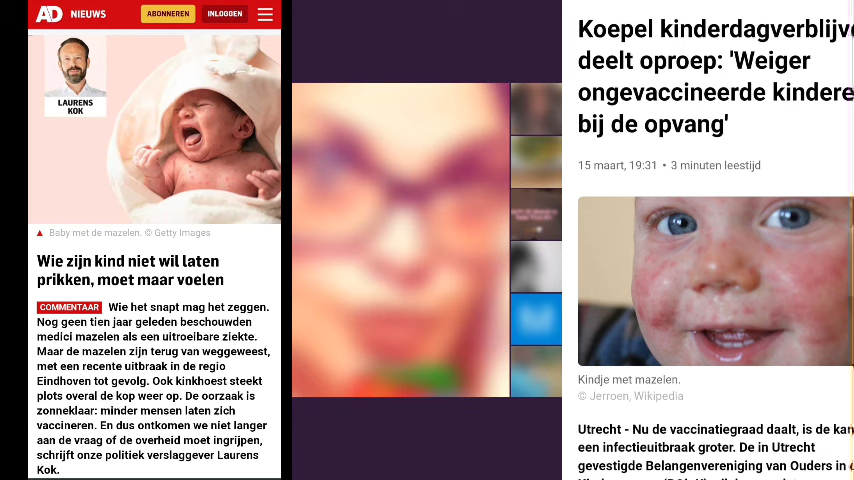 AD NIEUWS ABONNEREN INLOGGEN
LAURENS
KOK
Baby met de mazelen. © Getty Images
Wie zijn kind niet wil laten
prikken, moet maar voelen
COMMENTAAR Wie het snapt mag het zeggen.
Nog geen tien jaar geleden beschouwden
medici mazelen als een uitroeibare ziekte.
Maar de mazelen zijn terug van weggeweest,
met een recente uitbraak in de regio
Eindhoven tot gevolg. Ook kinkhoest steekt
plots overal de kop weer op. De oorzaak is
zonneklaar: minder mensen laten zich
vaccineren. En dus ontkomen we niet langer
aan de vraag of de overheid moet ingrijpen,
schrijft onze politiek verslaggever Laurens
Kok.
Koepel kinderdagverblijve
deelt oproep: 'Weiger
ongevaccineerde kindere
bij de opvang'
15 maart, 19:31 • 3 minuten leestijd
Kindje met mazelen.
© Jerroen, Wikipedia
Utrecht - Nu de vaccinatiegraad daalt, is de kan
een infectieuitbraak groter. De in Utrecht
gevestigde Belangenvereniging van Ouders in